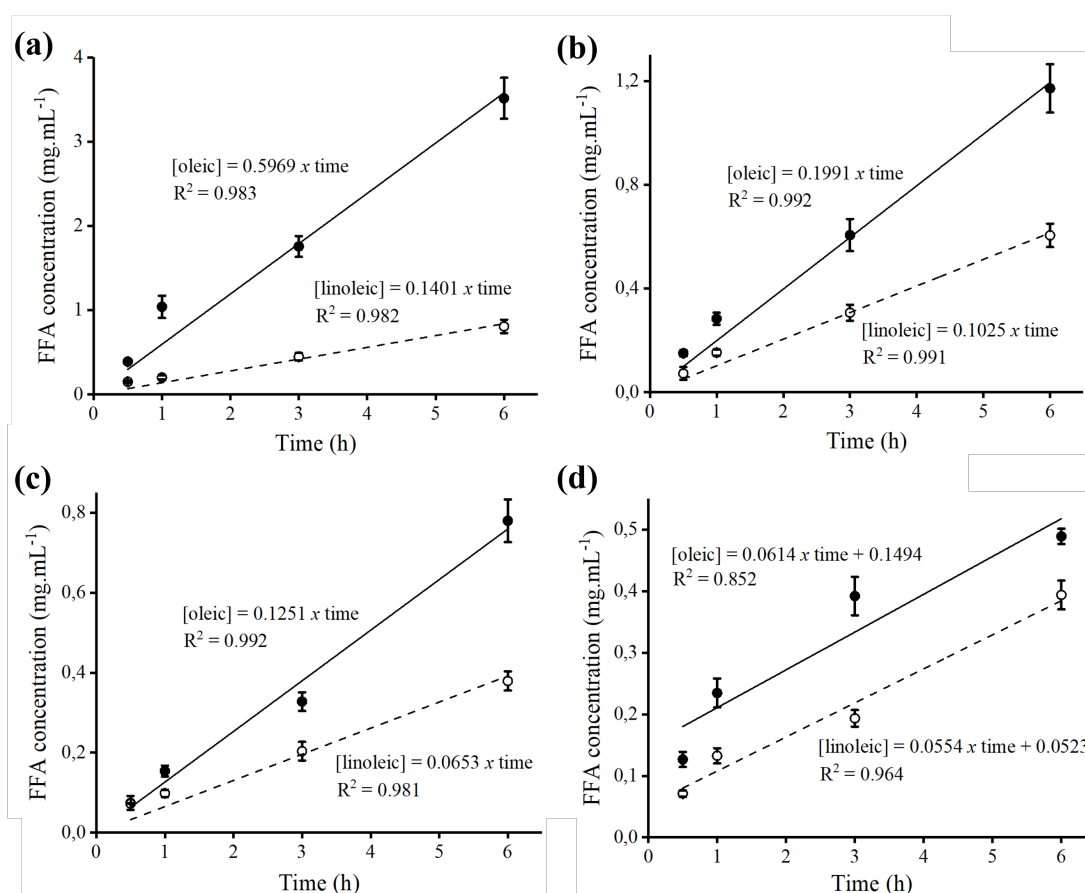 (a)
FFA concentration (mg.mL⁻¹)
4
3
2
1
0
[oleic] = 0.5969 x time
R² = 0.983
[linoleic] = 0.1401 x time
R² = 0.982
0 1 2 3 4 5 6
Time (h)
(b)
FFA concentration (mg.mL⁻¹)
1,2
0,8
0,4
0,0
[oleic] = 0.1991 x time
R² = 0.992
[linoleic] = 0.1025 x time
R² = 0.991
0 1 2 3 4 5 6
Time (h)
(c)
FFA concentration (mg.mL⁻¹)
0,8
0,6
0,4
0,2
0,0
[oleic] = 0.1251 x time
R² = 0.992
[linoleic] = 0.0653 x time
R² = 0.981
0 1 2 3 4 5 6
Time (h)
(d)
FFA concentration (mg.mL⁻¹)
0,5
0,4
0,3
0,2
0,1
0,0
[oleic] = 0.0614 x time + 0.1494
R² = 0.852
[linoleic] = 0.0554 x time + 0.0523
R² = 0.964
0 1 2 3 4 5 6
Time (h)